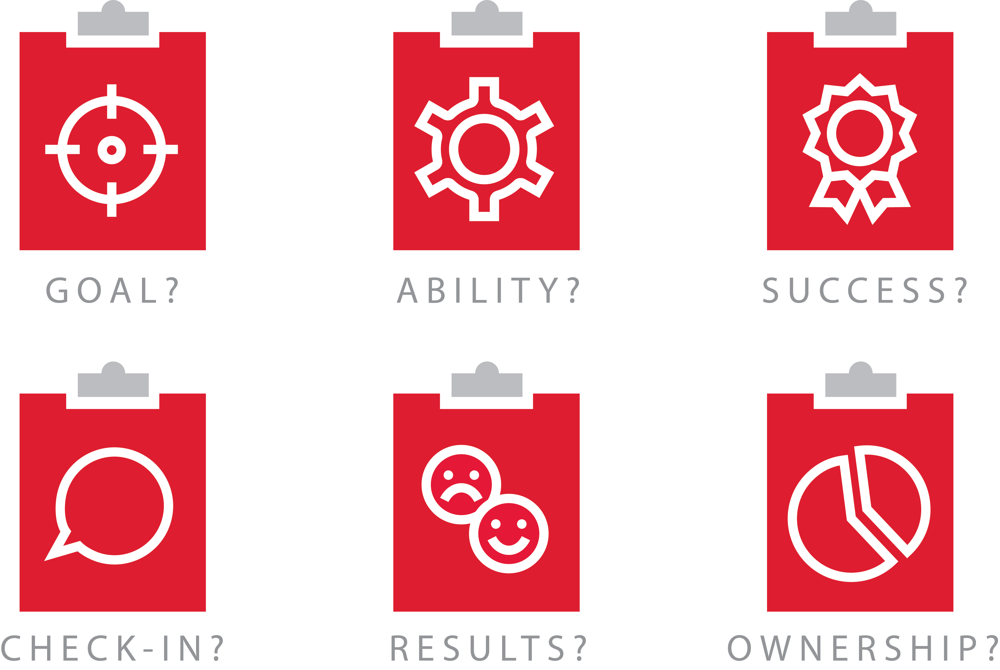 GOAL?
ABILITY?
SUCCESS?
CHECK-IN?
RESULTS?
OWNERSHIP?